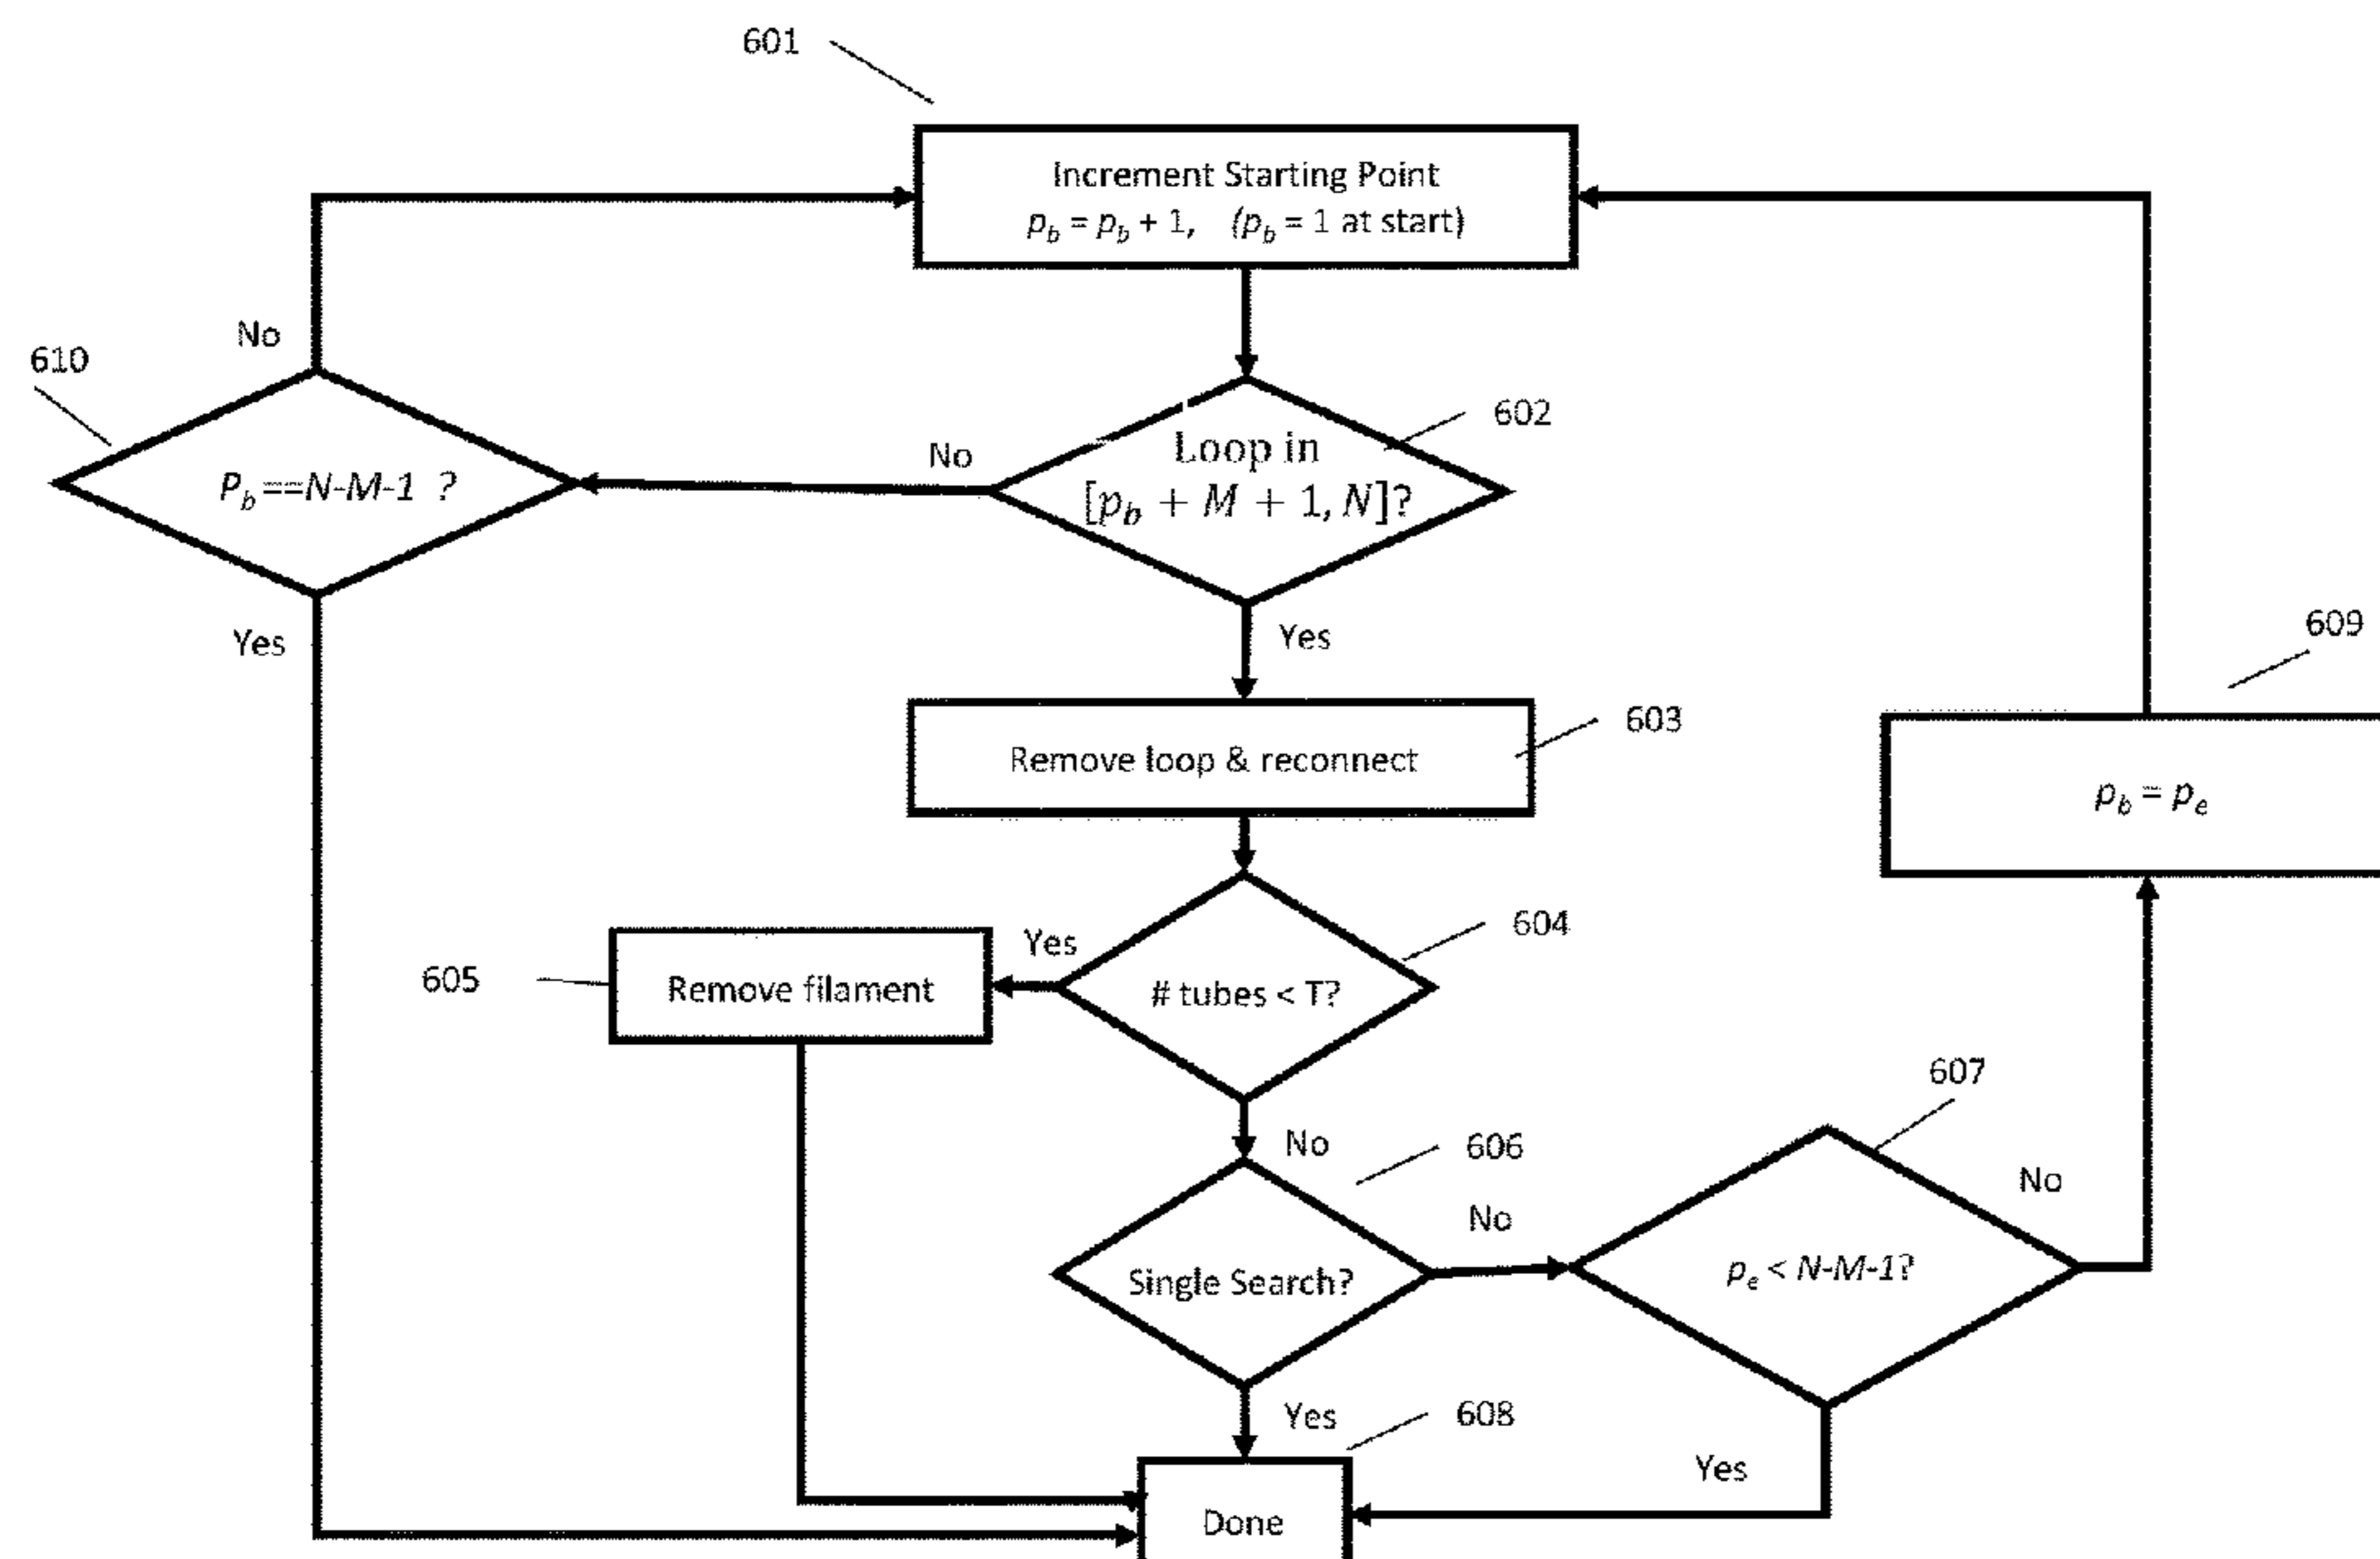 601
Increment Starting Point
p_b = p_b + 1, (p_b = 1 at start)
No
610
602
Loop in
[p_b + M + 1, N]?
No
P_b ==N-M-1 ?
Yes
Yes
609
603
Remove loop & reconnect
p_b = p_e
604
Yes
605
Remove filament
# tubes < T?
607
No
606
No
No
Single Search?
p_e < N-M-1?
Yes
608
Yes
Done